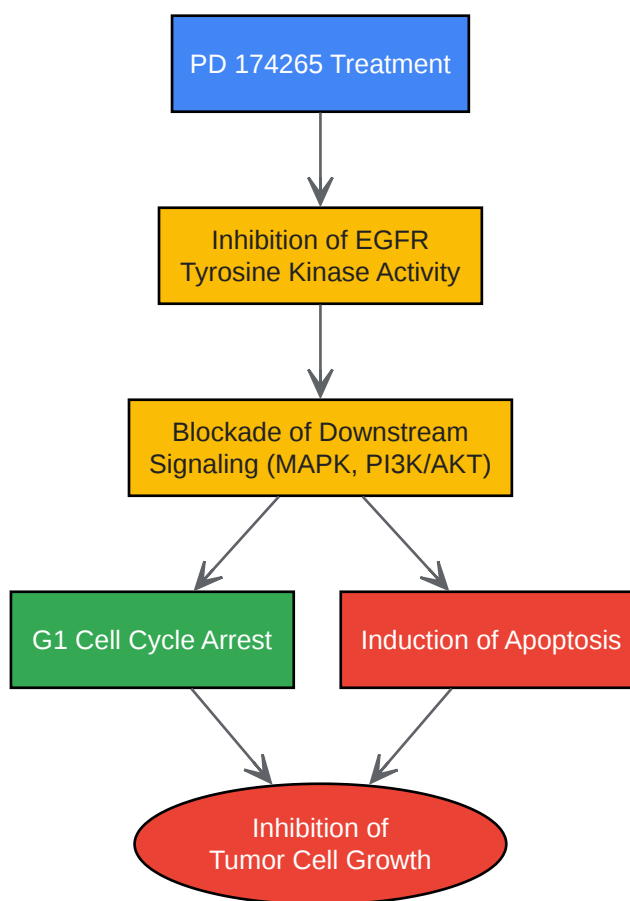 PD 174265 Treatment
Inhibition of EGFR
Tyrosine Kinase Activity
Blockade of Downstream
Signaling (MAPK, PI3K/AKT)
G1 Cell Cycle Arrest
Induction of Apoptosis
Inhibition of
Tumor Cell Growth